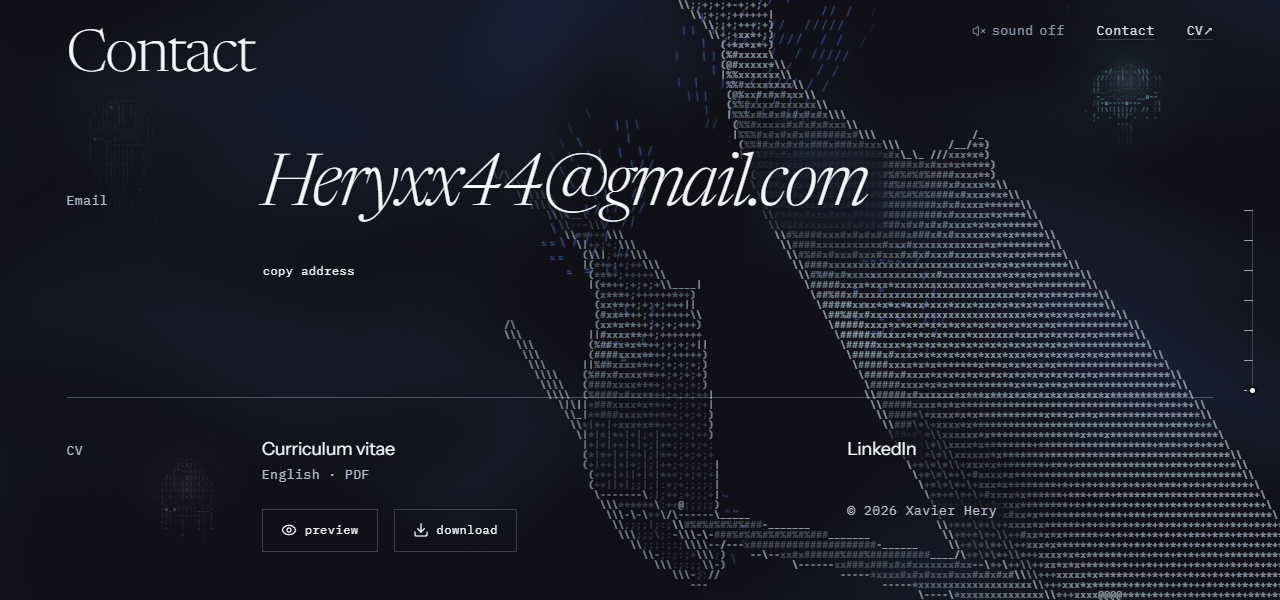 Contact
sound off
Contact
CV↗
Email
Heryxx44@gmail.com
copy address
CV
Curriculum vitae
English · PDF
preview
download
LinkedIn
© 2026 Xavier Hery